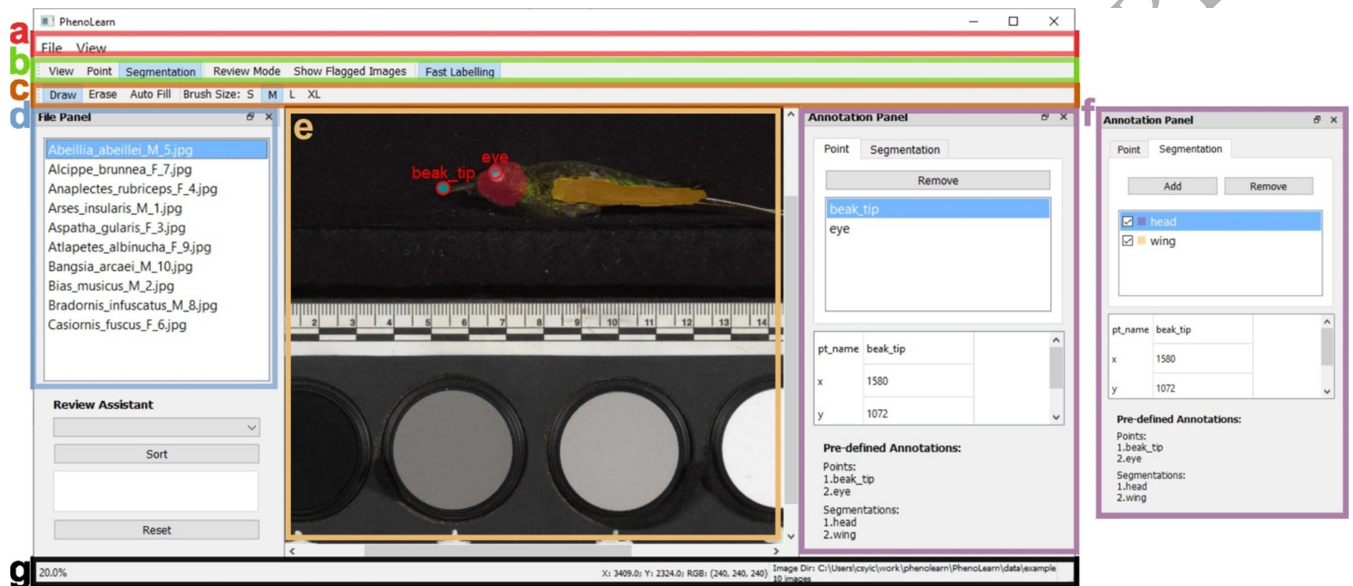 PhenoLearn
a
File View
b
View Point Segmentation Review Mode Show Flagged Images Fast Labelling
c
Draw Erase Auto Fill Brush Size: S M L XL
d
File Panel
Abeillia_abeillei_M_5.jpg
Alcippe_brunnea_F_7.jpg
Anaplectes_rubriceps_F_4.jpg
Arses_insularis_M_1.jpg
Aspatha_gularis_F_3.jpg
Atlapetes_albinucha_F_9.jpg
Bangsia_arcaei_M_10.jpg
Bias_musicus_M_2.jpg
Bradornis_infuscatus_M_8.jpg
Casiornis_fuscus_F_6.jpg
Review Assistant
Sort
Reset
e
eye
beak_tip
2 3 4 5 6 7 8 9 10 11 12 13 14
f
Annotation Panel
Point Segmentation
Remove
beak_tip
eye
pt_name beak_tip
x 1580
y 1072
Pre-defined Annotations:
Points:
1.beak_tip
2.eye
Segmentations:
1.head
2.wing
Annotation Panel
Point Segmentation
Add Remove
head
wing
pt_name beak_tip
x 1580
y 1072
Pre-defined Annotations:
Points:
1.beak_tip
2.eye
Segmentations:
1.head
2.wing
g
20.0%
X: 3409.0; Y: 2324.0; RGB: (240, 240, 240)
Image Dir: C:\Users\csyic\work\phenolearn\PhenoLearn\data\example
10 images